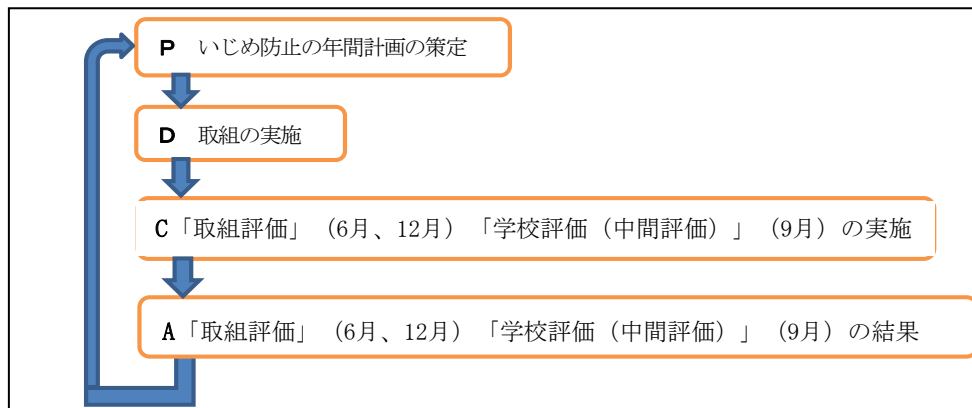 P　いじめ防止の年間計画の策定
D　取組の実施
C「取組評価」（6月、12月）「学校評価（中間評価）」（9月）の実施
A「取組評価」（6月、12月）「学校評価（中間評価）」（9月）の結果